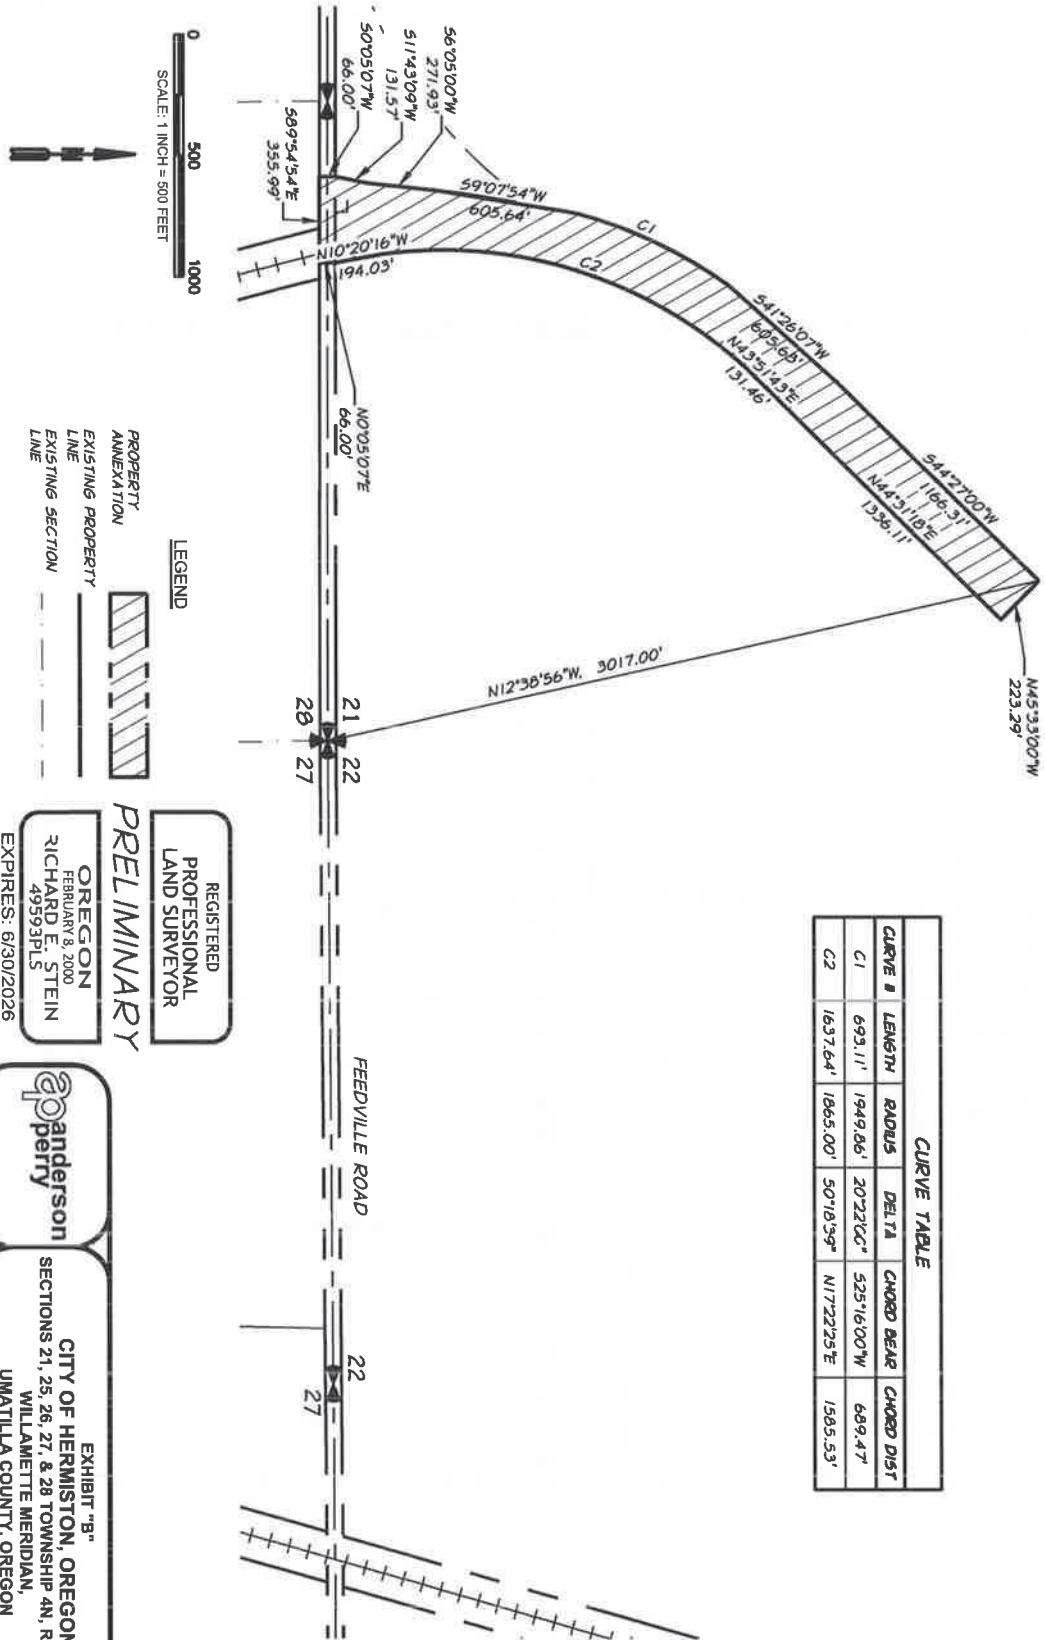 S6°05'00"W
271.93'
S11°43'09"W
131.57'
S0°05'07"W
66.00'
S89°54'54"E
355.99'
S9°07'54"W
605.64'
C1
C2
N10°20'16"W
194.03'
N0°05'07"E
66.00'
S41°26'07"W
605.68'
N43°51'43"E
131.46'
S44°27'00"W
1166.31'
N44°31'18"E
1336.11'
N45°33'00"W
223.29'
N12°38'56"W, 3017.00'
21 22
28 27
FEEDVILLE ROAD
22
27
CURVE TABLE
CURVE # LENGTH RADIUS DELTA CHORD BEAR CHORD DIST
C1 693.11' 1949.86' 20°22'00" S25°16'00"W 689.47'
C2 1637.64' 1865.00' 50°18'39" N17°22'25"E 1585.53'
0 500 1000
SCALE: 1 INCH = 500 FEET
N
LEGEND
PROPERTY
ANNEXATION
EXISTING PROPERTY
LINE
EXISTING SECTION
LINE
REGISTERED
PROFESSIONAL
LAND SURVEYOR
PRELIMINARY
OREGON
FEBRUARY 8, 2000
RICHARD E. STEIN
49593PLS
EXPIRES: 6/30/2026
ap anderson
perry
EXHIBIT "B"
CITY OF HERMISTON, OREGON
SECTIONS 21, 25, 26, 27, & 28 TOWNSHIP 4N, R
WILLAMETTE MERIDIAN,
UMATILLA COUNTY, OREGON